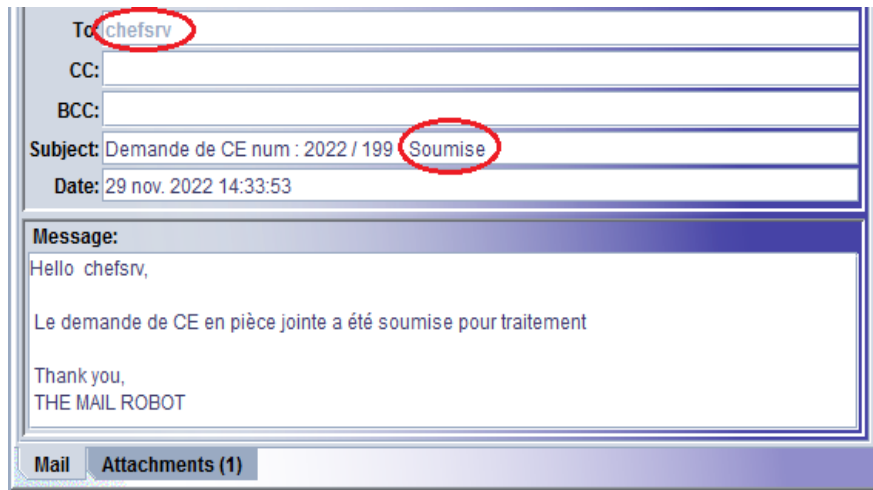 To: chefsrv
CC:
BCC:
Subject: Demande de CE num : 2022 / 199 Soumise
Date: 29 nov. 2022 14:33:53
Message:
Hello chefsrv,
Le demande de CE en pièce jointe a été soumise pour traitement
Thank you,
THE MAIL ROBOT
Mail Attachments (1)